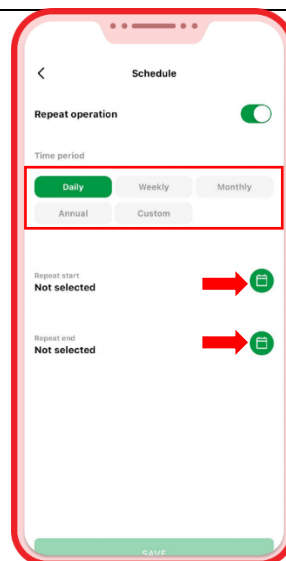 Schedule
Repeat operation
Time period
Daily Weekly Monthly
Annual Custom
Repeat start
Not selected
Repeat end
Not selected
SAVE